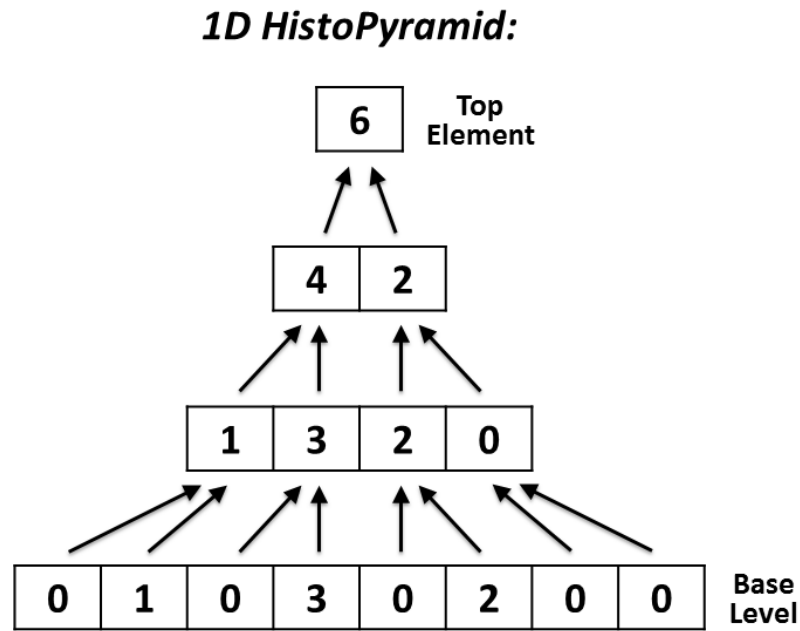 1D HistoPyramid:
6
Top
Element
4 2
1 3 2 0
0 1 0 3 0 2 0 0
Base
Level